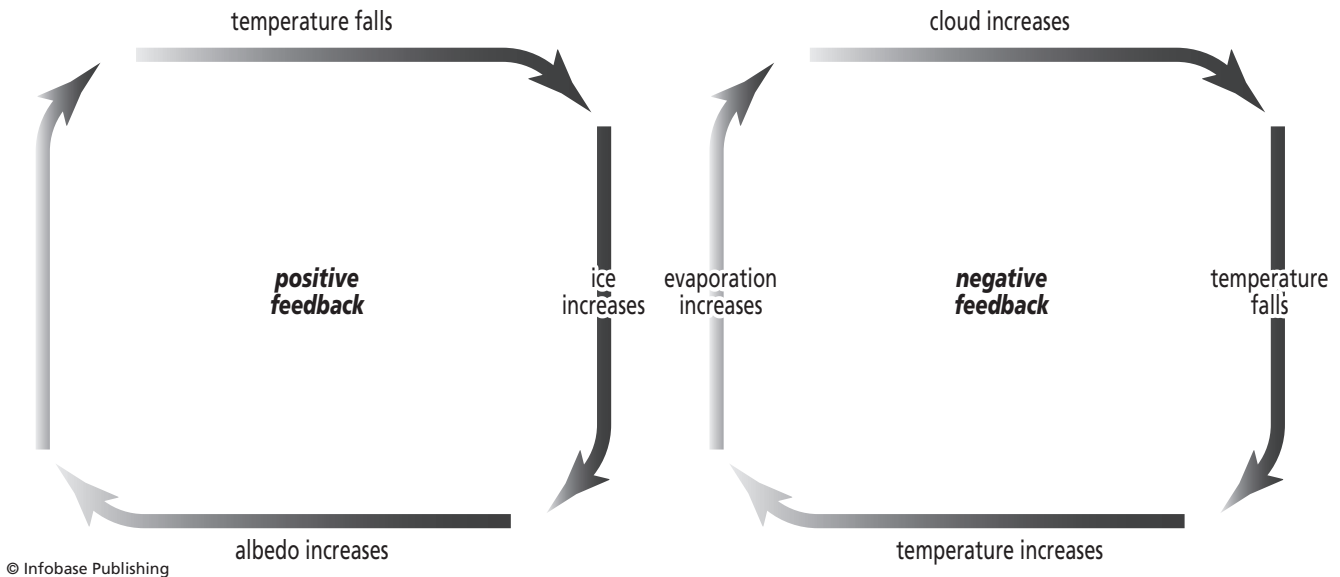 temperature falls
positive
feedback
ice
increases
albedo increases
cloud increases
evaporation
increases
negative
feedback
temperature
falls
temperature increases
© Infobase Publishing